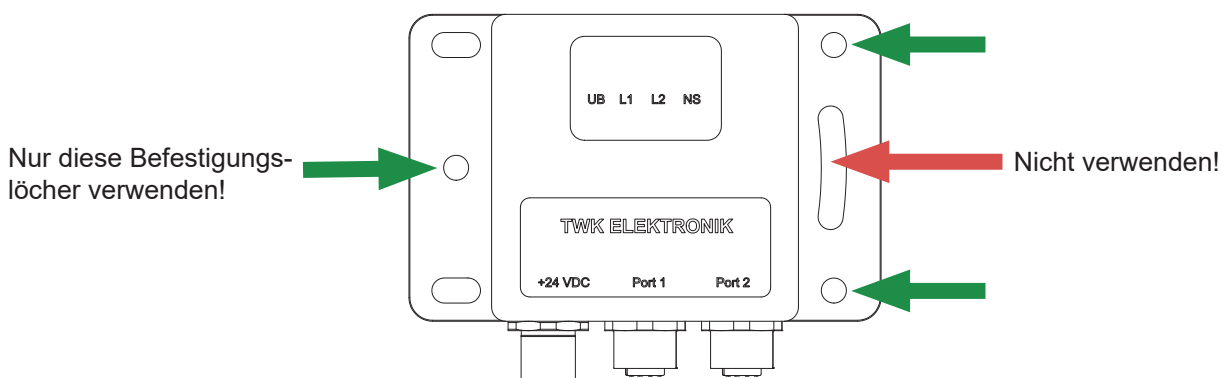 UB L1 L2 NS
Nur diese Befestigungs-
löcher verwenden!
Nicht verwenden!
TWK ELEKTRONIK
+24 VDC Port 1 Port 2